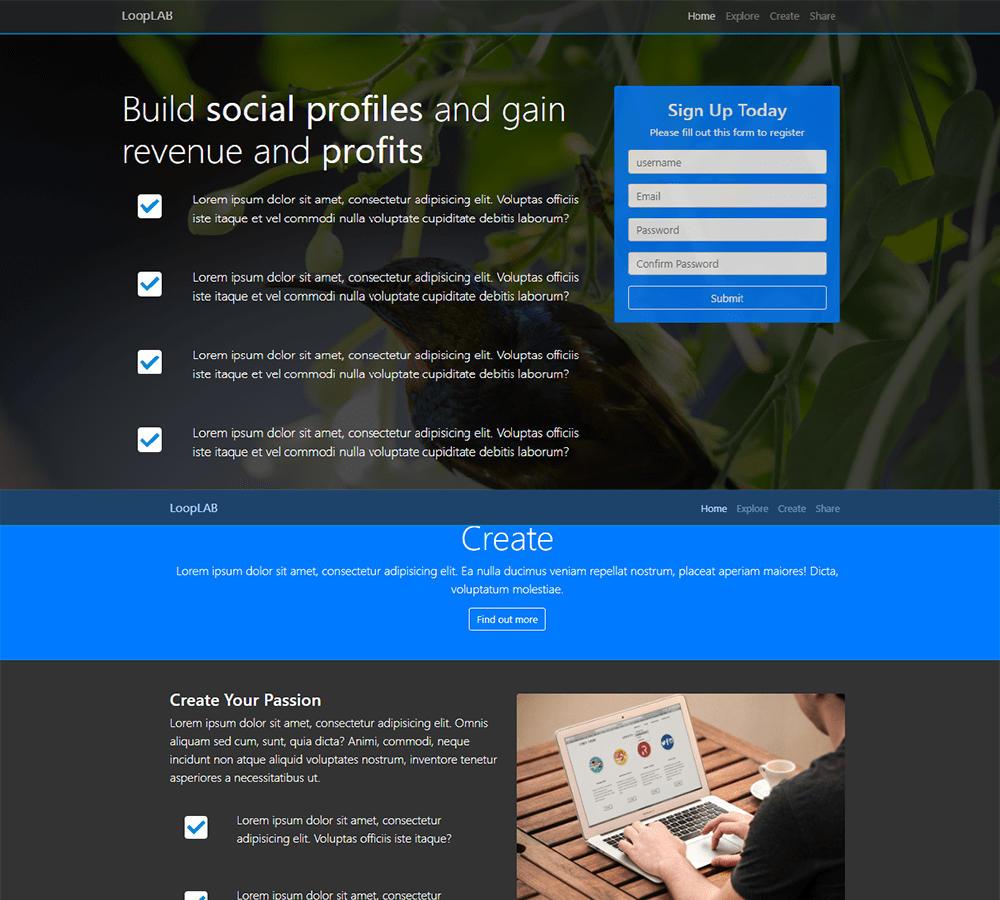 LoopLAB
Home Explore Create Share
Build social profiles and gain
revenue and profits
Lorem ipsum dolor sit amet, consectetur adipisicing elit. Voluptas officiis
iste itaque et vel commodi nulla voluptate cupiditate debitis laborum?
Lorem ipsum dolor sit amet, consectetur adipisicing elit. Voluptas officiis
iste itaque et vel commodi nulla voluptate cupiditate debitis laborum?
Lorem ipsum dolor sit amet, consectetur adipisicing elit. Voluptas officiis
iste itaque et vel commodi nulla voluptate cupiditate debitis laborum?
Lorem ipsum dolor sit amet, consectetur adipisicing elit. Voluptas officiis
iste itaque et vel commodi nulla voluptate cupiditate debitis laborum?
Sign Up Today
Please fill out this form to register
username
Email
Password
Confirm Password
Submit
LoopLAB
Home Explore Create Share
Create
Lorem ipsum dolor sit amet, consectetur adipisicing elit. Ea nulla ducimus veniam repellat nostrum, placeat aperiam maiores! Dicta,
voluptatum molestiae.
Find out more
Create Your Passion
Lorem ipsum dolor sit amet, consectetur adipisicing elit. Omnis
aliquam sed cum, sunt, quia dicta? Animi, commodi, neque
incidunt non atque aliquid voluptates nostrum, inventore tenetur
asperiores a necessitatibus ut.
Lorem ipsum dolor sit amet, consectetur
adipisicing elit. Voluptas officiis iste itaque?
Lorem ipsum dolor sit amet, consectetur